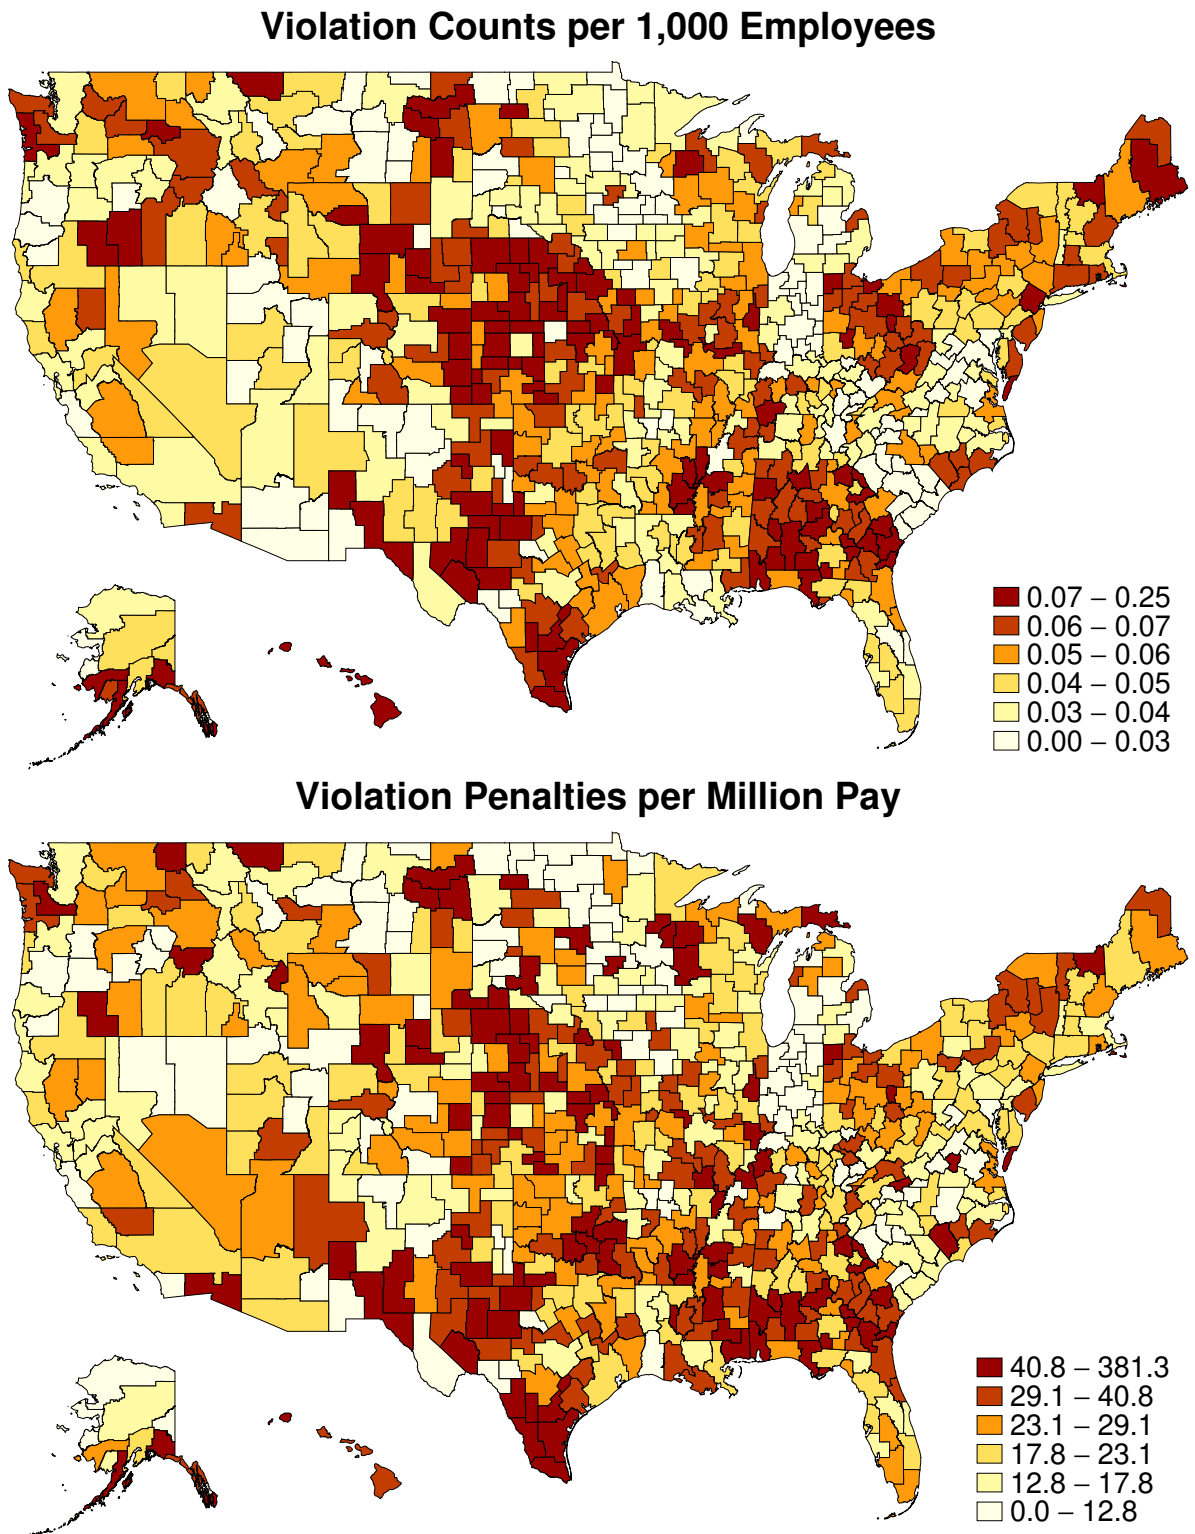 Violation Counts per 1,000 Employees
0.07 – 0.25
0.06 – 0.07
0.05 – 0.06
0.04 – 0.05
0.03 – 0.04
0.00 – 0.03
Violation Penalties per Million Pay
40.8 – 381.3
29.1 – 40.8
23.1 – 29.1
17.8 – 23.1
12.8 – 17.8
0.0 – 12.8